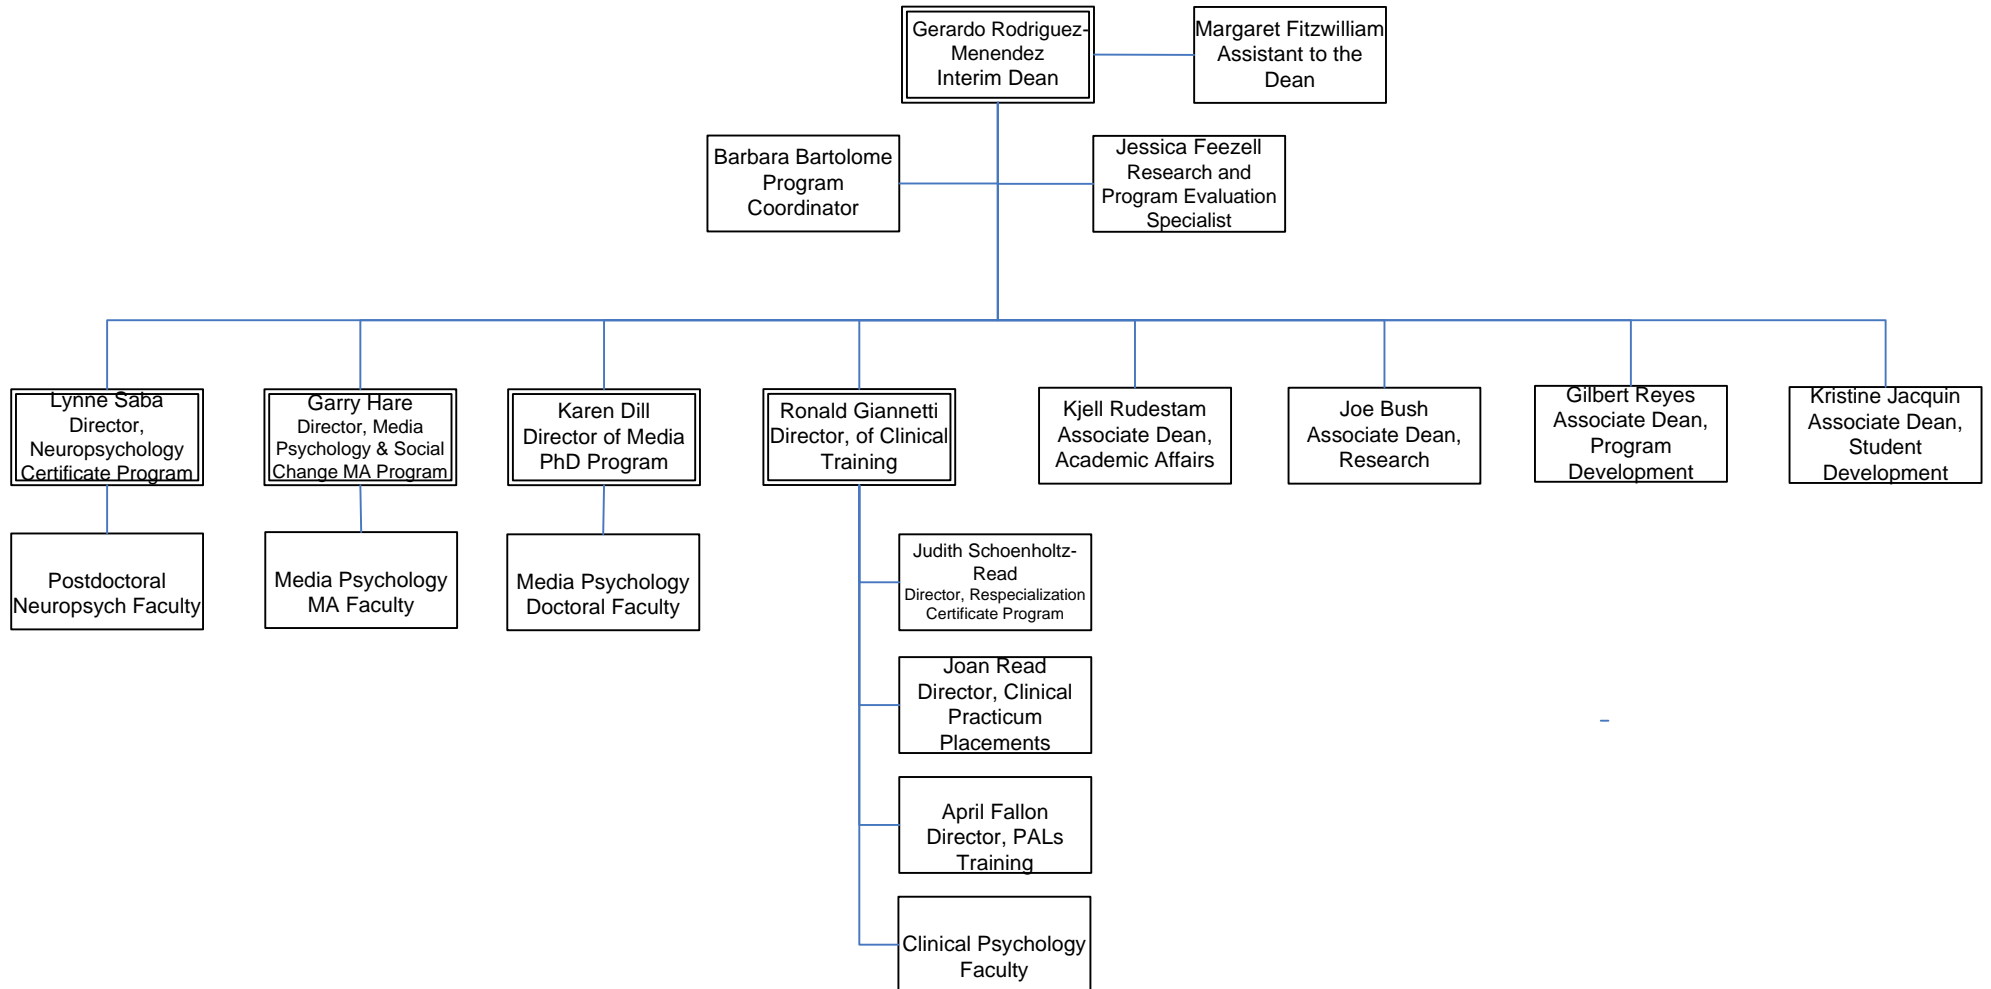 Gerardo Rodriguez-
Menendez
Interim Dean
Margaret Fitzwilliam
Assistant to the
Dean
Barbara Bartolome
Program
Coordinator
Jessica Feezell
Research and
Program Evaluation
Specialist
Lynne Saba
Director,
Neuropsychology
Certificate Program
Garry Hare
Director, Media
Psychology & Social
Change MA Program
Karen Dill
Director of Media
PhD Program
Ronald Giannetti
Director, of Clinical
Training
Kjell Rudestam
Associate Dean,
Academic Affairs
Joe Bush
Associate Dean,
Research
Gilbert Reyes
Associate Dean,
Program
Development
Kristine Jacquin
Associate Dean,
Student
Development
Postdoctoral
Neuropsych Faculty
Media Psychology
MA Faculty
Media Psychology
Doctoral Faculty
Judith Schoenholtz-
Read
Director, Respecialization
Certificate Program
Joan Read
Director, Clinical
Practicum
Placements
April Fallon
Director, PALs
Training
Clinical Psychology
Faculty